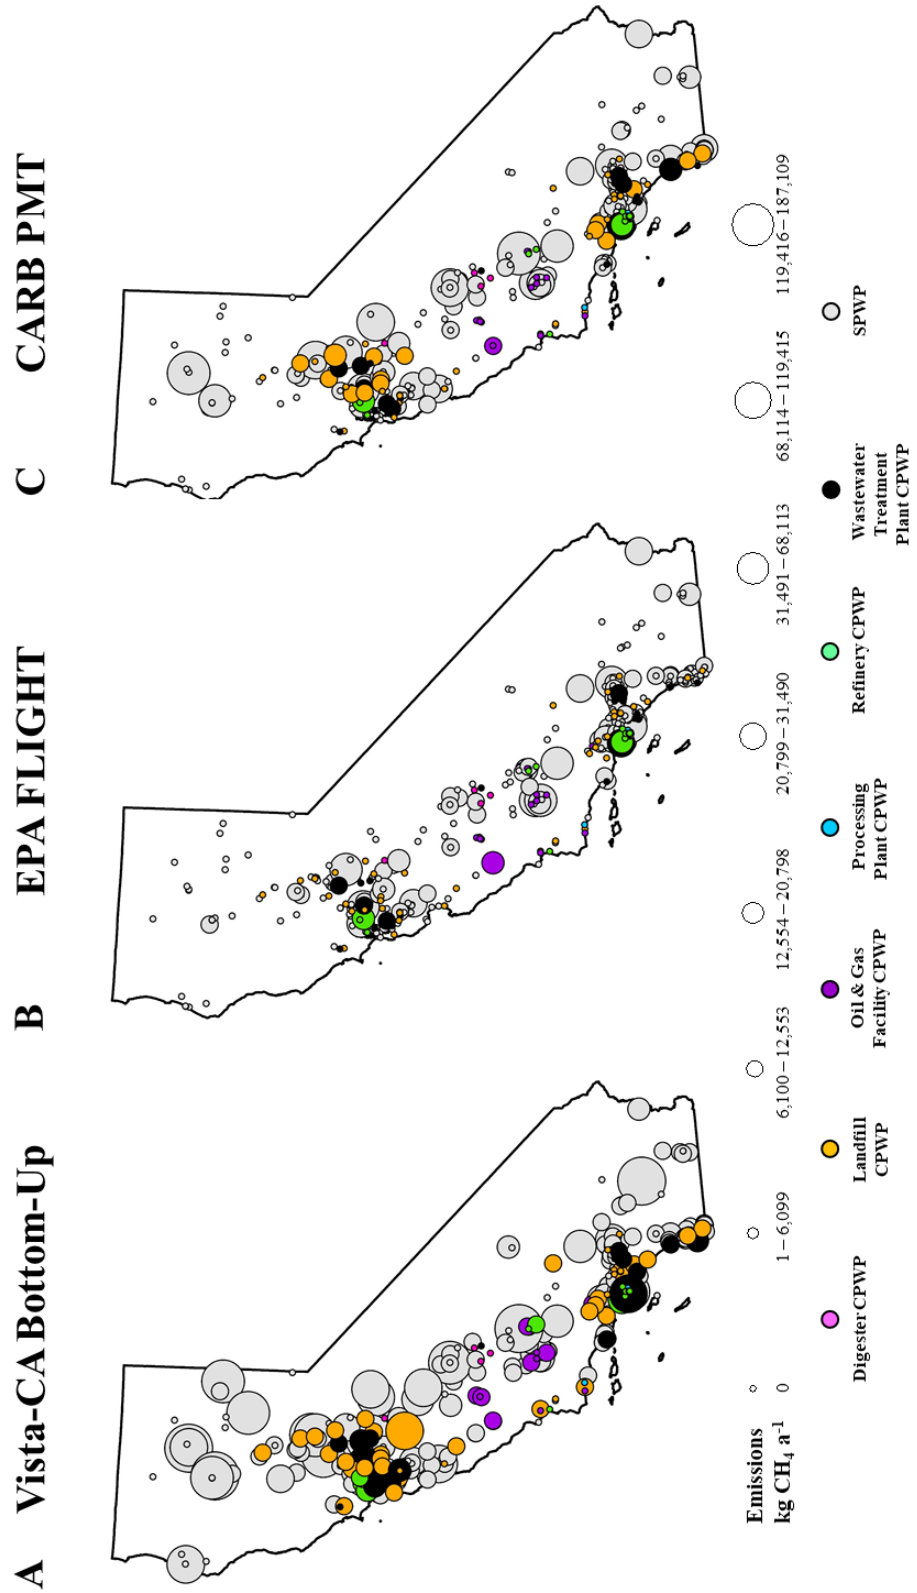 A Vista-CA Bottom-Up
B EPA FLIGHT
C CARB PMT
Emissions
kg CH4 a-1
0
1－6,099
6,100－12,553
12,554－20,798
20,799－31,490
31,491－68,113
68,114－119,415
119,416－187,109
Digester CPWP
Landfill
CPWP
Oil & Gas
Facility CPWP
Processing
Plant CPWP
Refinery CPWP
Wastewater
Treatment
Plant CPWP
SPWP